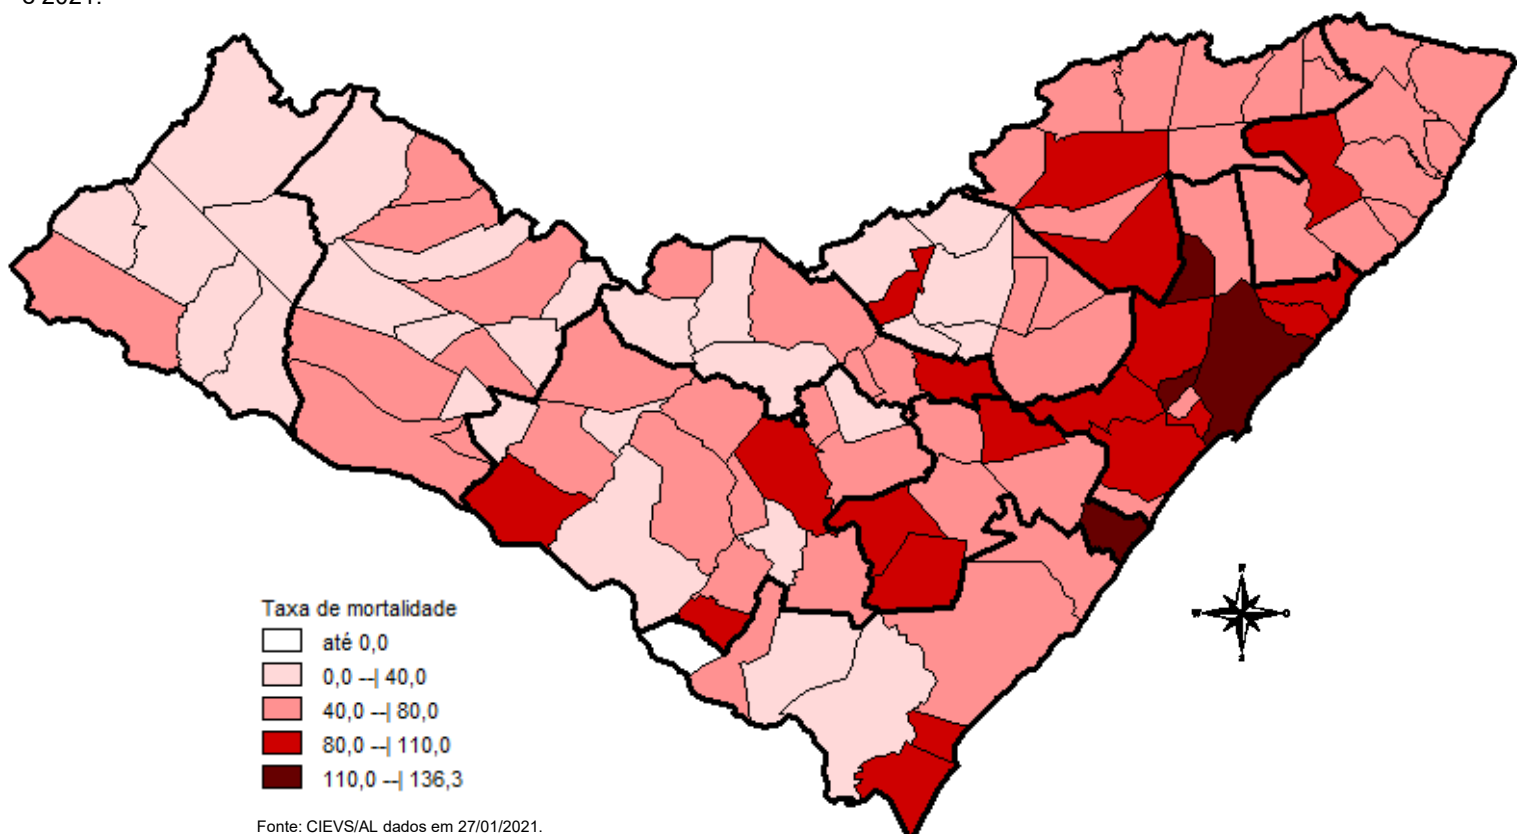 e 2021.
Taxa de mortalidade
até 0,0
0,0 --| 40,0
40,0 --| 80,0
80,0 --| 110,0
110,0 --| 136,3
Fonte: CIEVS/AL dados em 27/01/2021.